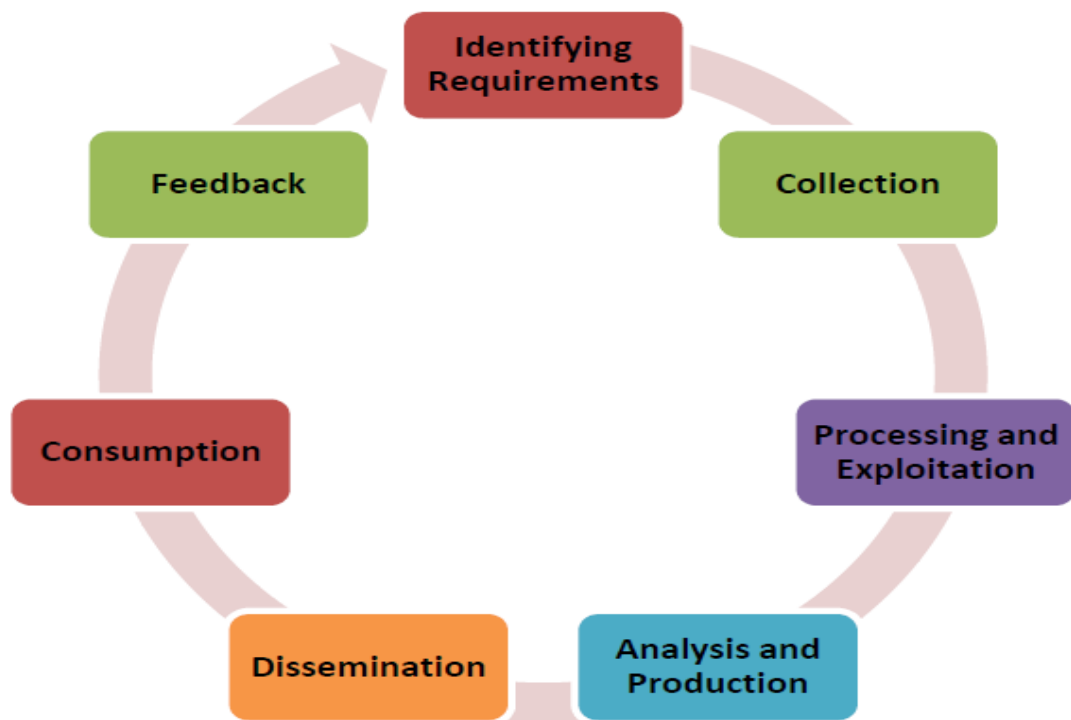 Identifying
Requirements
Collection
Processing and
Exploitation
Analysis and
Production
Dissemination
Consumption
Feedback